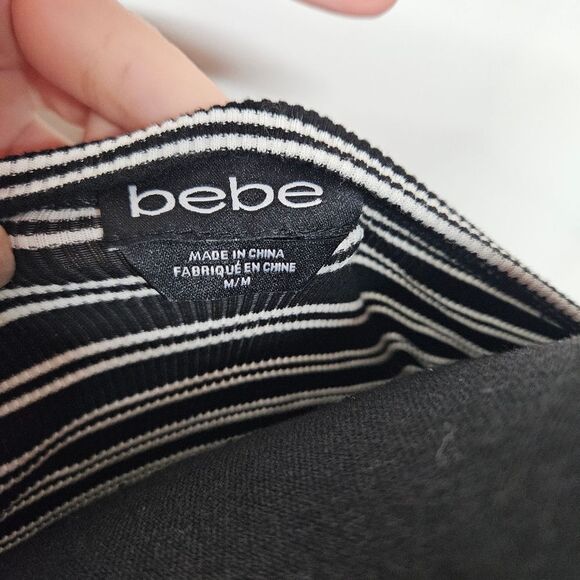 bebe
MADE IN CHINA
FABRIQUÉ EN CHINE
M/M